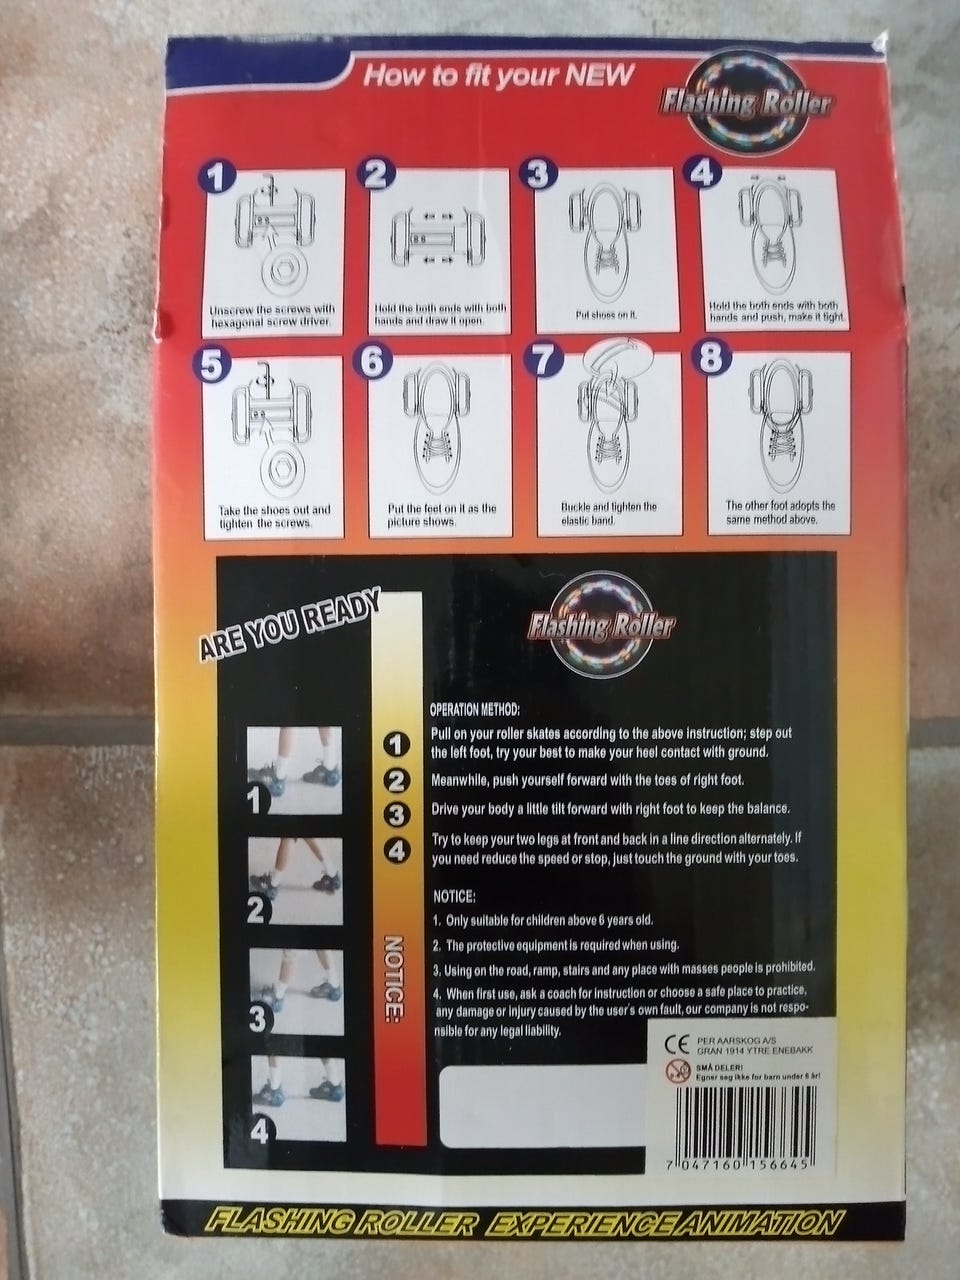 How to fit your NEW
Flashing Roller
1
Unscrew the screws with
hexagonal screw driver.
2
Hold the both ends with both
hands and draw it open.
3
Put shoes on it.
4
Hold the both ends with both
hands and push, make it tight.
5
Take the shoes out and
tighten the screws.
6
Put the feet on it as the
picture shows.
7
Buckle and tighten the
elastic band.
8
The other foot adopts the
same method above.
ARE YOU READY
Flashing Roller
OPERATION METHOD:
1 Pull on your roller skates according to the above instruction; step out
the left foot, try your best to make your heel contact with ground.
2 Meanwhile, push yourself forward with the toes of right foot.
3 Drive your body a little tilt forward with right foot to keep the balance.
4 Try to keep your two legs at front and back in a line direction alternately. If
you need reduce the speed or stop, just touch the ground with your toes.
1
2
3
4
NOTICE:
NOTICE:
1. Only suitable for children above 6 years old.
2. The protective equipment is required when using.
3. Using on the road, ramp, stairs and any place with masses people is prohibited.
4. When first use, ask a coach for instruction or choose a safe place to practice,
any damage or injury caused by the user's own fault, our company is not respo-
nsible for any legal liability.
CE PER AARSKOG A/S
GRAN 1914 YTRE ENEBAKK
SMÅ DELER!
Egner seg ikke for barn under 6 år!
7 047160 156645
FLASHING ROLLER EXPERIENCE ANIMATION